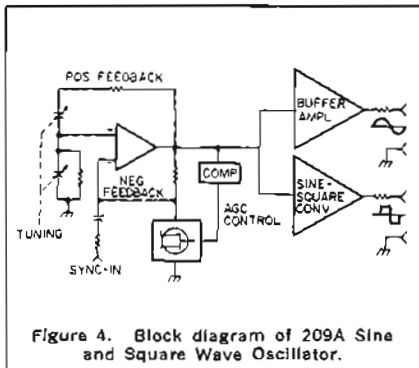 POS FEEDBACK
BUFFER
AMPL
NEG
FEEDBACK
COMP
SINE-
SQUARE
CONV
AGC
CONTROL
TUNING
SYNC-IN
Figure 4. Block diagram of 209A Sine
and Square Wave Oscillator.